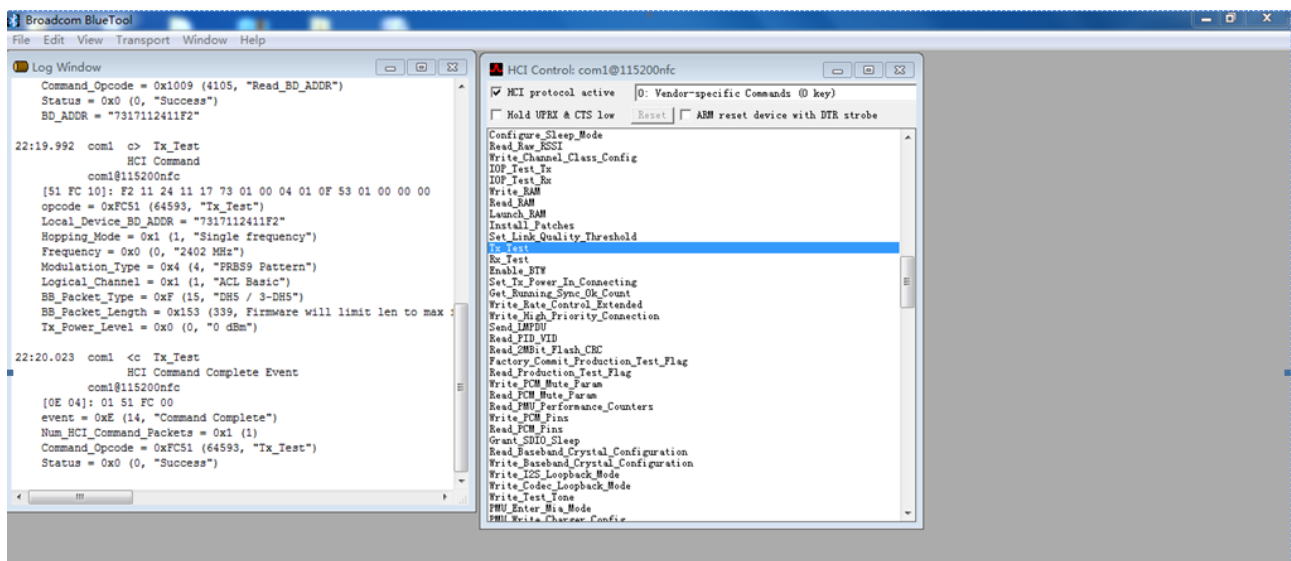 Broadcom BlueTool
File Edit View Transport Window Help
Log Window
Command_Opcode = 0x1009 (4105, "Read_BD_ADDR")
Status = 0x0 (0, "Success")
BD_ADDR = "7317112411F2"
22:19.992 com1 c> Tx_Test
HCI Command
com1@115200nfc
[51 FC 10]: F2 11 24 11 17 73 01 00 04 01 0F 53 01 00 00 00
opcode = 0xFC51 (64593, "Tx_Test")
Local_Device_BD_ADDR = "7317112411F2"
Hopping_Mode = 0x1 (1, "Single frequency")
Frequency = 0x0 (0, "2402 MHz")
Modulation_Type = 0x4 (4, "PRBS9 Pattern")
Logical_Channel = 0x1 (1, "ACL Basic")
BB_Packet_Type = 0xF (15, "DH5 / 3-DH5")
BB_Packet_Length = 0x153 (339, Firmware will limit len to max
Tx_Power_Level = 0x0 (0, "0 dBm")
22:20.023 com1 <c Tx_Test
HCI Command Complete Event
com1@115200nfc
[0E 04]: 01 51 FC 00
event = 0xE (14, "Command Complete")
Num_HCI_Command_Packets = 0x1 (1)
Command_Opcode = 0xFC51 (64593, "Tx_Test")
Status = 0x0 (0, "Success")
HCI Control: com1@115200nfc
HCI protocol active 0: Vendor-specific Commands (0 key)
Hold UPRX & CTS low Reset ARM reset device with DTR strobe
Configure_Sleep_Mode
Read_Raw_RSSI
Write_Channel_Class_Config
IOP_Test_Tx
IOP_Test_Rx
Write_RAM
Read_RAM
Launch_RAM
Install_Patches
Set_Link_Quality_Threshold
Tx_Test
Rx_Test
Enable_BTW
Set_Tx_Power_In_Connecting
Get_Running_Sync_Ok_Count
Write_Rate_Control_Extended
Write_High_Priority_Connection
Send_LMPDU
Read_PID_VID
Read_2MBit_Flash_CRC
Factory_Commit_Production_Test_Flag
Read_Production_Test_Flag
Write_PCM_Mute_Param
Read_PCM_Mute_Param
Read_PMU_Performance_Counters
Write_PCM_Pins
Read_PCM_Pins
Grant_SDIO_Sleep
Read_Baseband_Crystal_Configuration
Write_Baseband_Crystal_Configuration
Write_I2S_Loopback_Mode
Write_Codec_Loopback_Mode
Write_Test_Tone
PMU_Enter_Mia_Mode
PMU_Write_Charger_Config